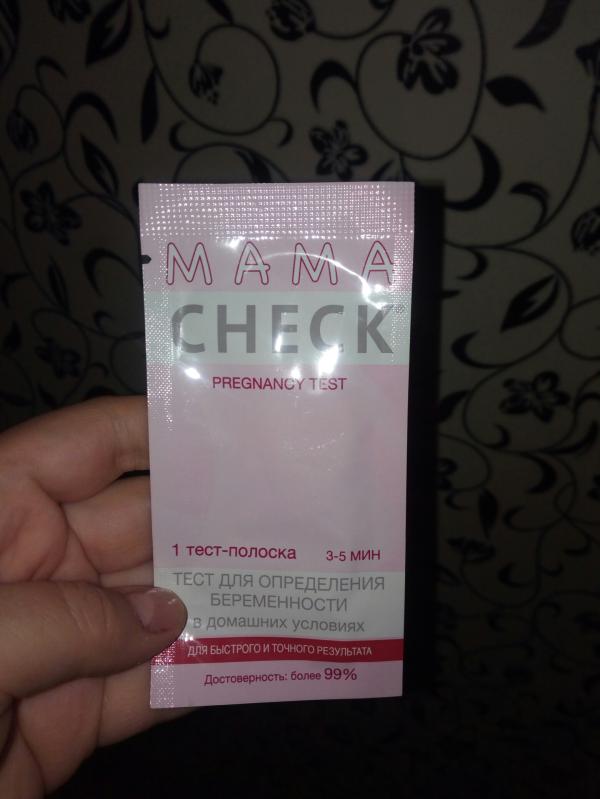 МАМА
CHECK®
PREGNANCY TEST
1 тест-полоска 3-5 МИН
ТЕСТ ДЛЯ ОПРЕДЕЛЕНИЯ
БЕРЕМЕННОСТИ
в домашних условиях
ДЛЯ БЫСТРОГО И ТОЧНОГО РЕЗУЛЬТАТА
Достоверность: более 99%